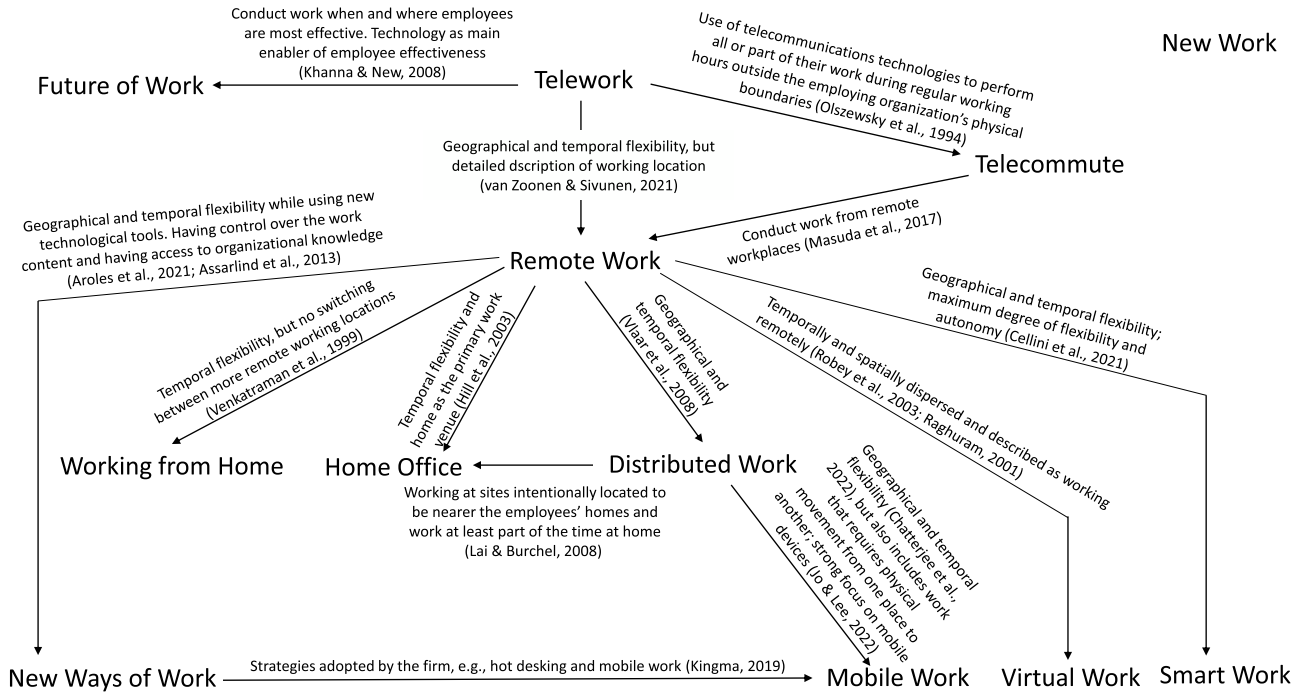 Conduct work when and where employees
are most effective. Technology as main
enabler of employee effectiveness
(Khanna & New, 2008)
Use of telecommunications technologies to perform
all or part of their work during regular working
hours outside the employing organization's physical
boundaries (Olszewsky et al., 1994)
New Work
Future of Work
Telework
Telecommute
Geographical and temporal flexibility, but
detailed dscription of working location
(van Zoonen & Sivunen, 2021)
Conduct work from remote
workplaces (Masuda et al., 2017)
Geographical and temporal flexibility while using new
technological tools. Having control over the work
content and having access to organizational knowledge
(Aroles et al., 2021; Assarlind et al., 2013)
Remote Work
Temporal flexibility, but no switching
between more remote working locations
(Venkatraman et al., 1999)
Temporal flexibility and
home as the primary work
venue (Hill et al., 2003)
Geographical and
temporal flexibility
(Vlaar et al., 2008)
Temporally and spatially dispersed and described as working
remotely (Robey et al., 2003; Raghuram, 2001)
Geographical and temporal flexibility;
maximum degree of flexibility and
autonomy (Cellini et al., 2021)
Working from Home
Home Office
Distributed Work
Working at sites intentionally located to
be nearer the employees' homes and
work at least part of the time at home
(Lai & Burchel, 2008)
Geographical and temporal
flexibility (Chatterjee et al.,
2022), but also includes work
that requires physical
movement from one place to
another; strong focus on mobile
devices (Jo & Lee, 2022)
New Ways of Work
Strategies adopted by the firm, e.g., hot desking and mobile work (Kingma, 2019)
Mobile Work
Virtual Work
Smart Work